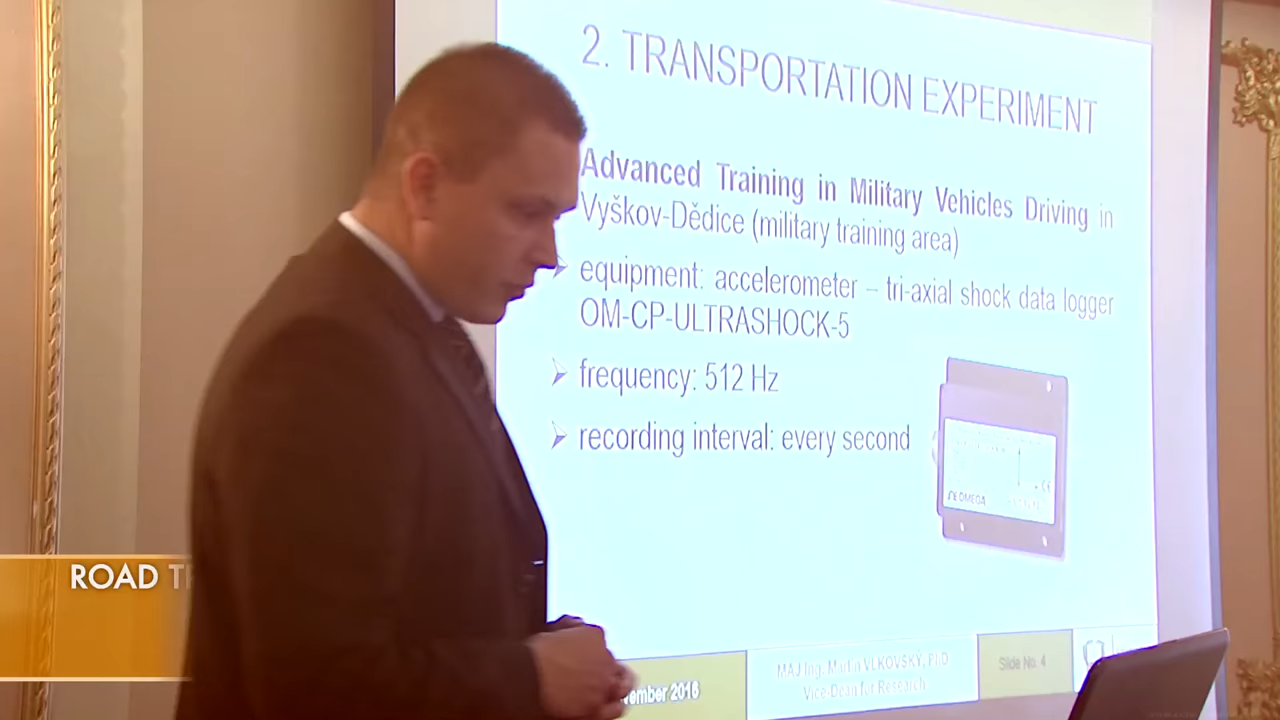 2. TRANSPORTATION EXPERIMENT
Advanced Training in Military Vehicles Driving in
Vyškov-Dědice (military training area)
equipment: accelerometer – tri-axial shock data logger
OM-CP-ULTRASHOCK-5
frequency: 512 Hz
recording interval: every second
OMEGA
ROAD
MAJ Ing. Martin VLKOVSKÝ, PhD
Vice-Dean for Research
Slide No. 4
2016